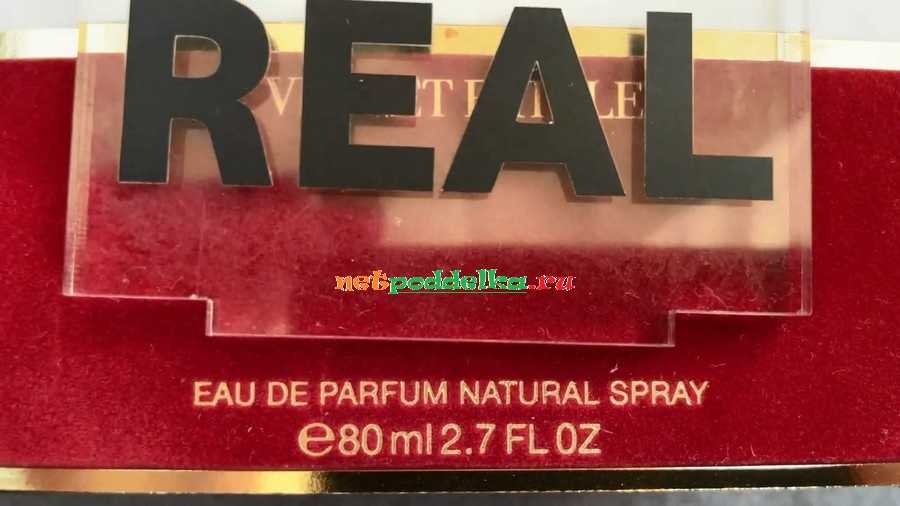 REAL
netpoddelka.ru
EAU DE PARFUM NATURAL SPRAY
℮80 ml 2.7 FL OZ